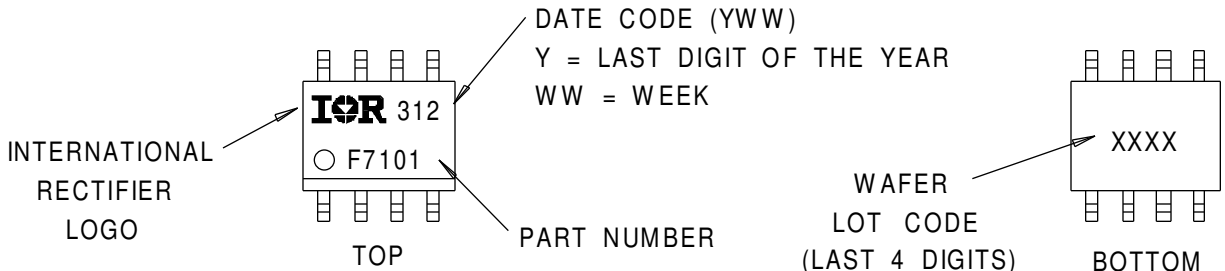 DATE CODE (YWW)
Y = LAST DIGIT OF THE YEAR
WW = WEEK
IOR 312
F7101
INTERNATIONAL
RECTIFIER
LOGO
TOP
PART NUMBER
XXXX
WAFER
LOT CODE
(LAST 4 DIGITS)
BOTTOM